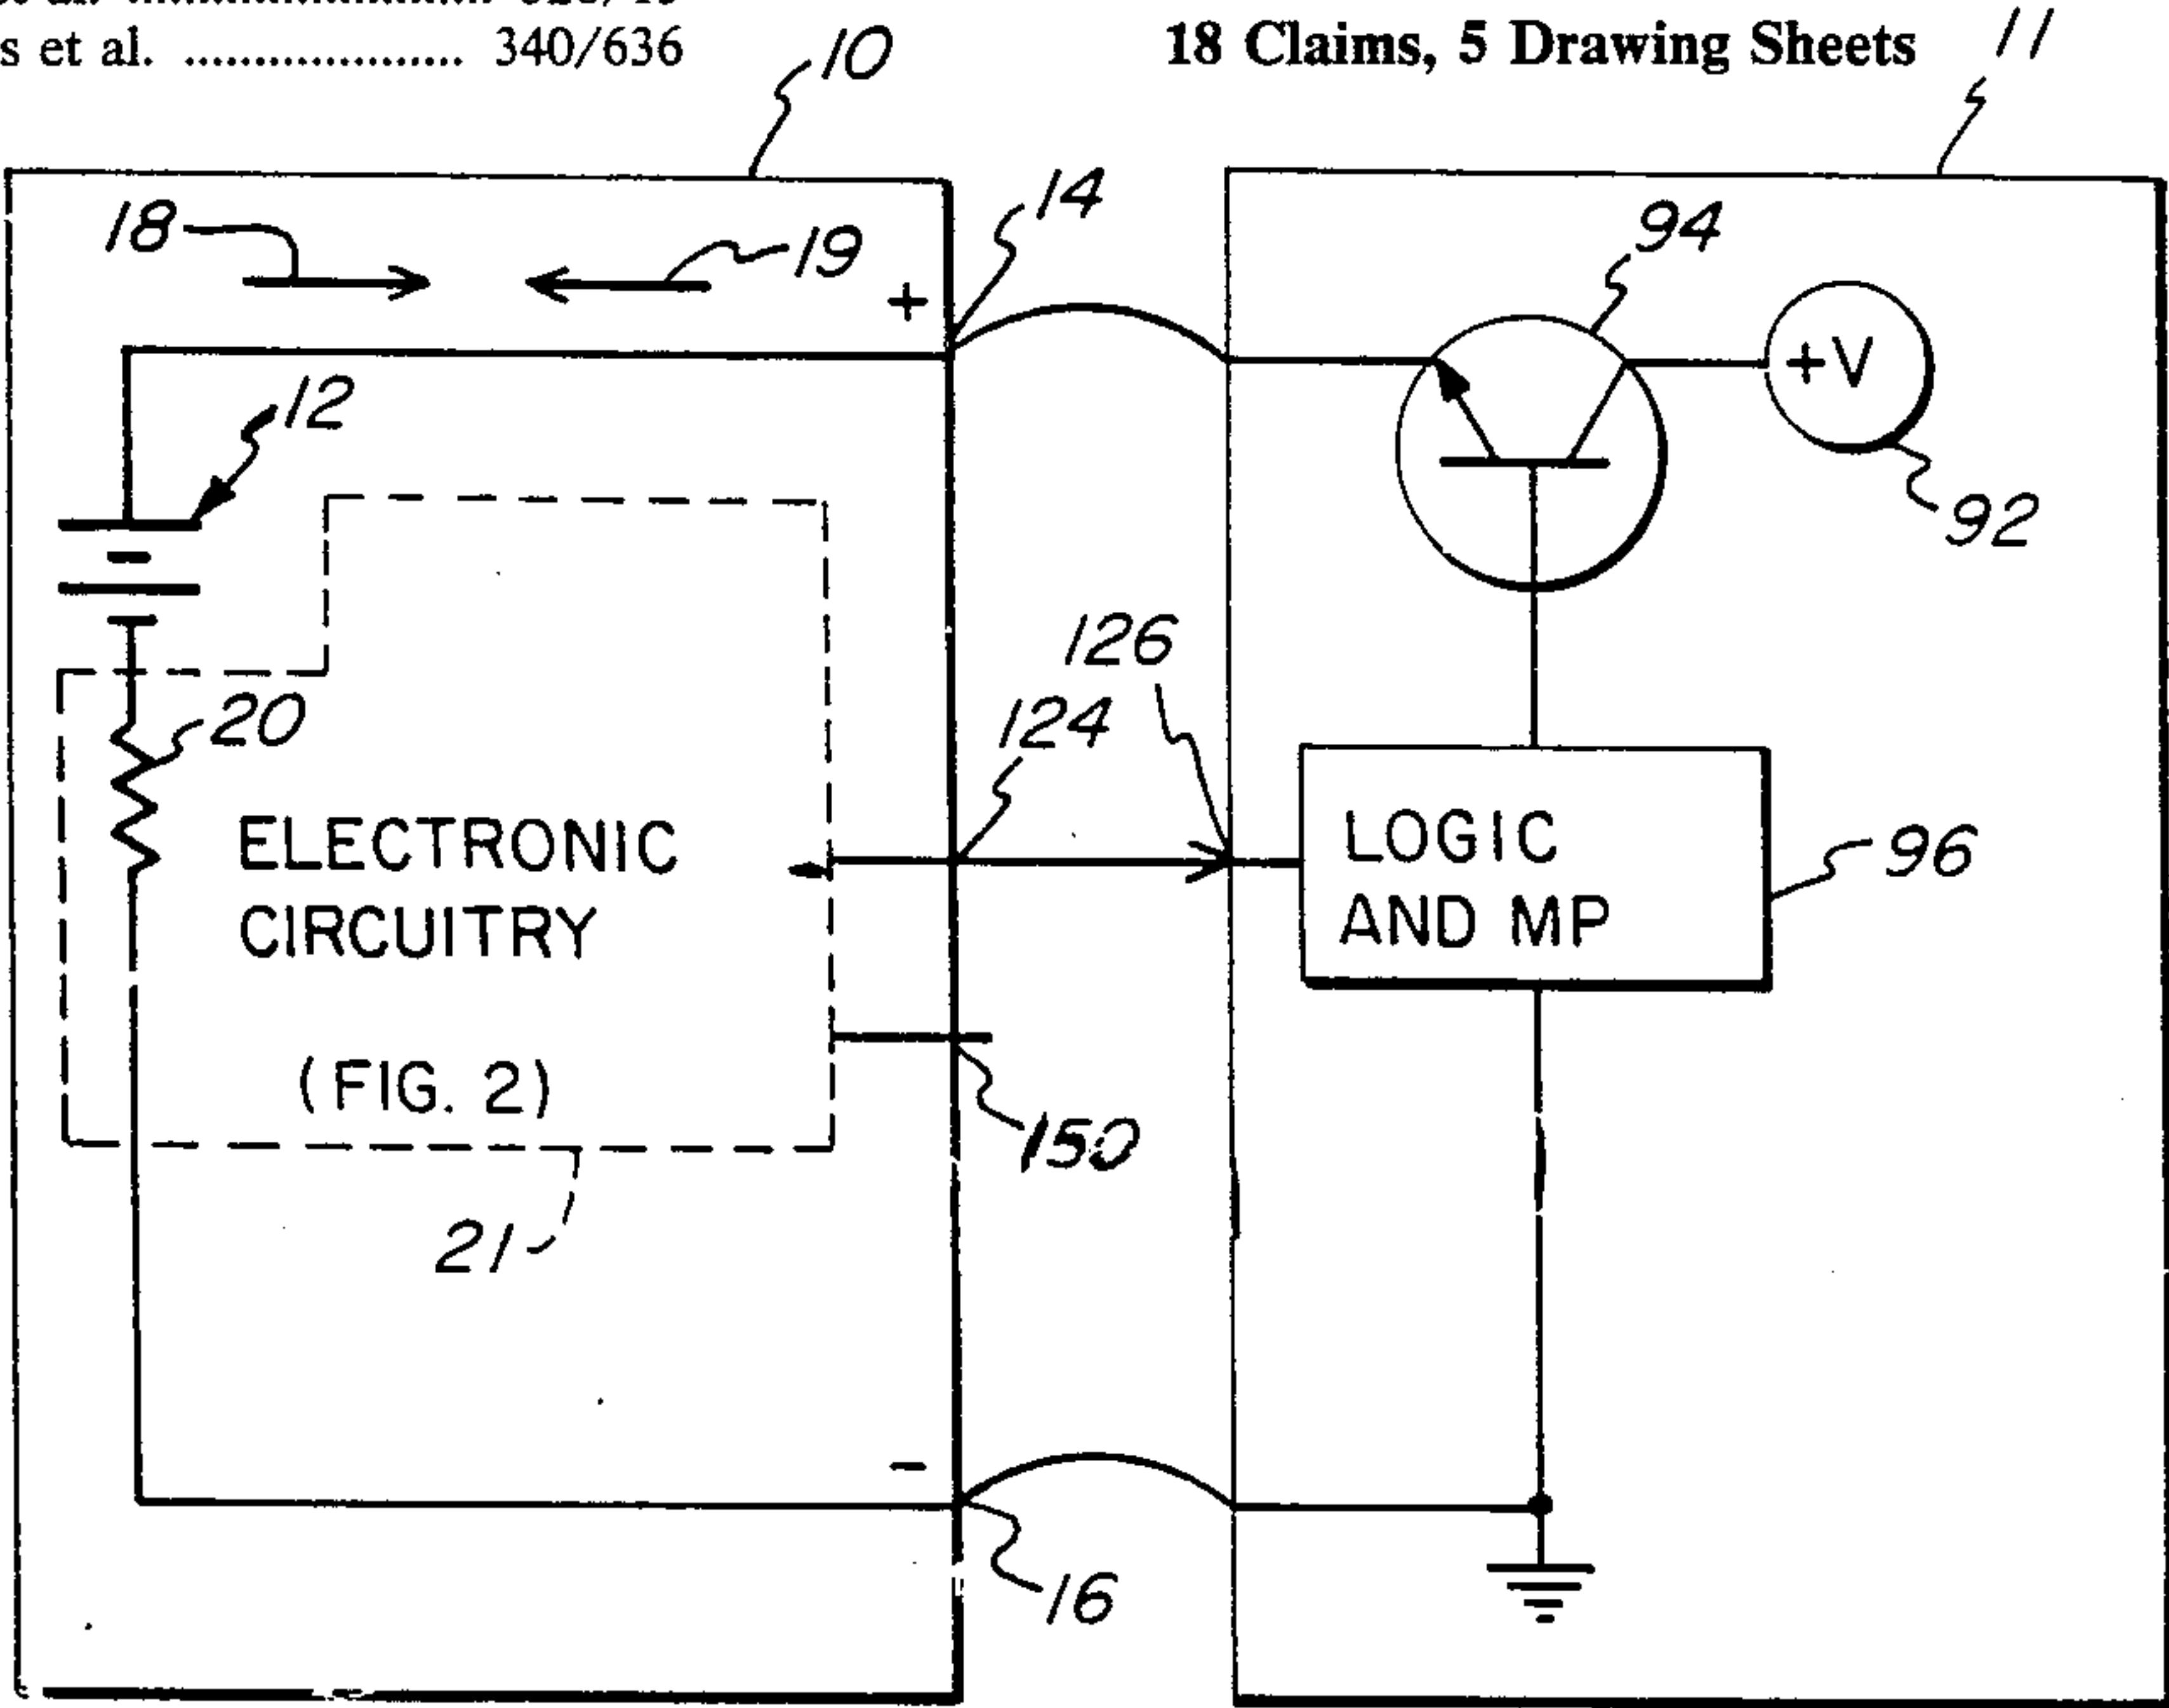 s et al. .................... 340/636
18 Claims, 5 Drawing Sheets
10
11
18
19
14
+
94
+V
92
12
126
124
20
ELECTRONIC
CIRCUITRY
(FIG. 2)
LOGIC
AND MP
96
150
21
-
16